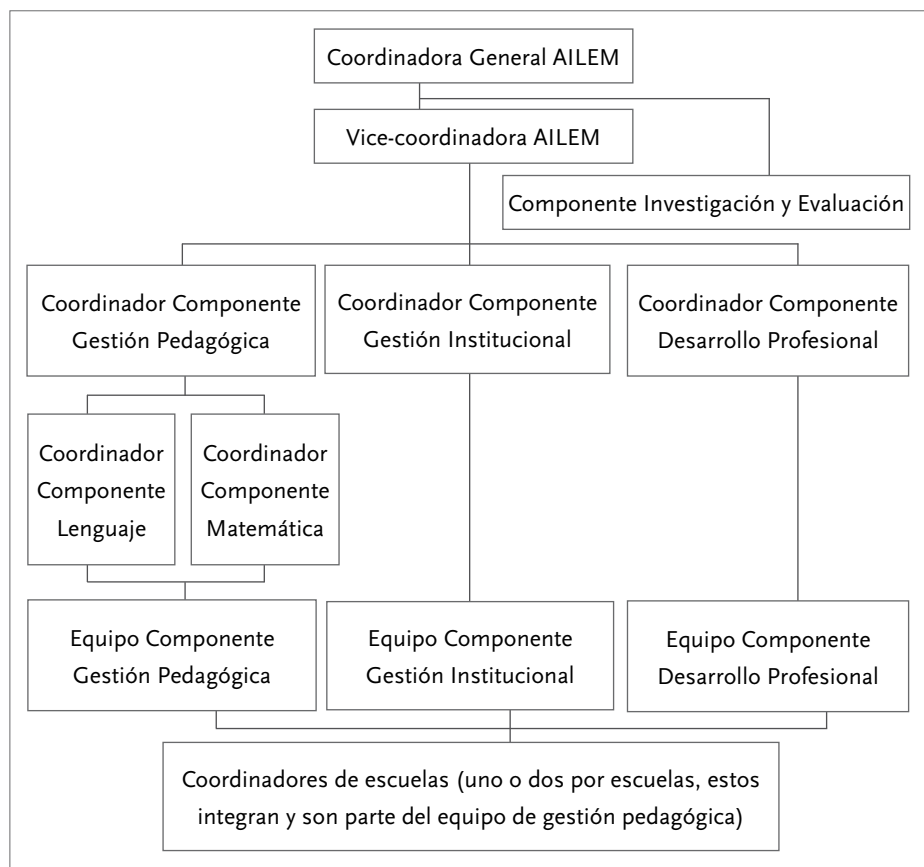 Coordinadora General AILEM
Vice-coordinadora AILEM
Componente Investigación y Evaluación
Coordinador Componente
Gestión Pedagógica
Coordinador Componente
Gestión Institucional
Coordinador Componente
Desarrollo Profesional
Coordinador
Componente
Lenguaje
Coordinador
Componente
Matemática
Equipo Componente
Gestión Pedagógica
Equipo Componente
Gestión Institucional
Equipo Componente
Desarrollo Profesional
Coordinadores de escuelas (uno o dos por escuelas, estos
integran y son parte del equipo de gestión pedagógica)